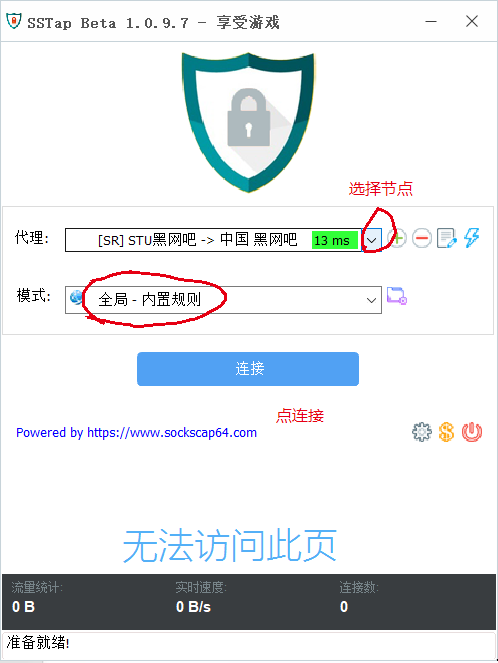 SSTap Beta 1.0.9.7 - 享受游戏
选择节点
代理: [SR] STU黑网吧 -> 中国 黑网吧 13 ms
模式: 全局 - 内置规则
连接
点连接
Powered by https://www.sockscap64.com
无法访问此页
流量统计: 实时速度: 连接数:
0 B 0 B/s 0
准备就绪!